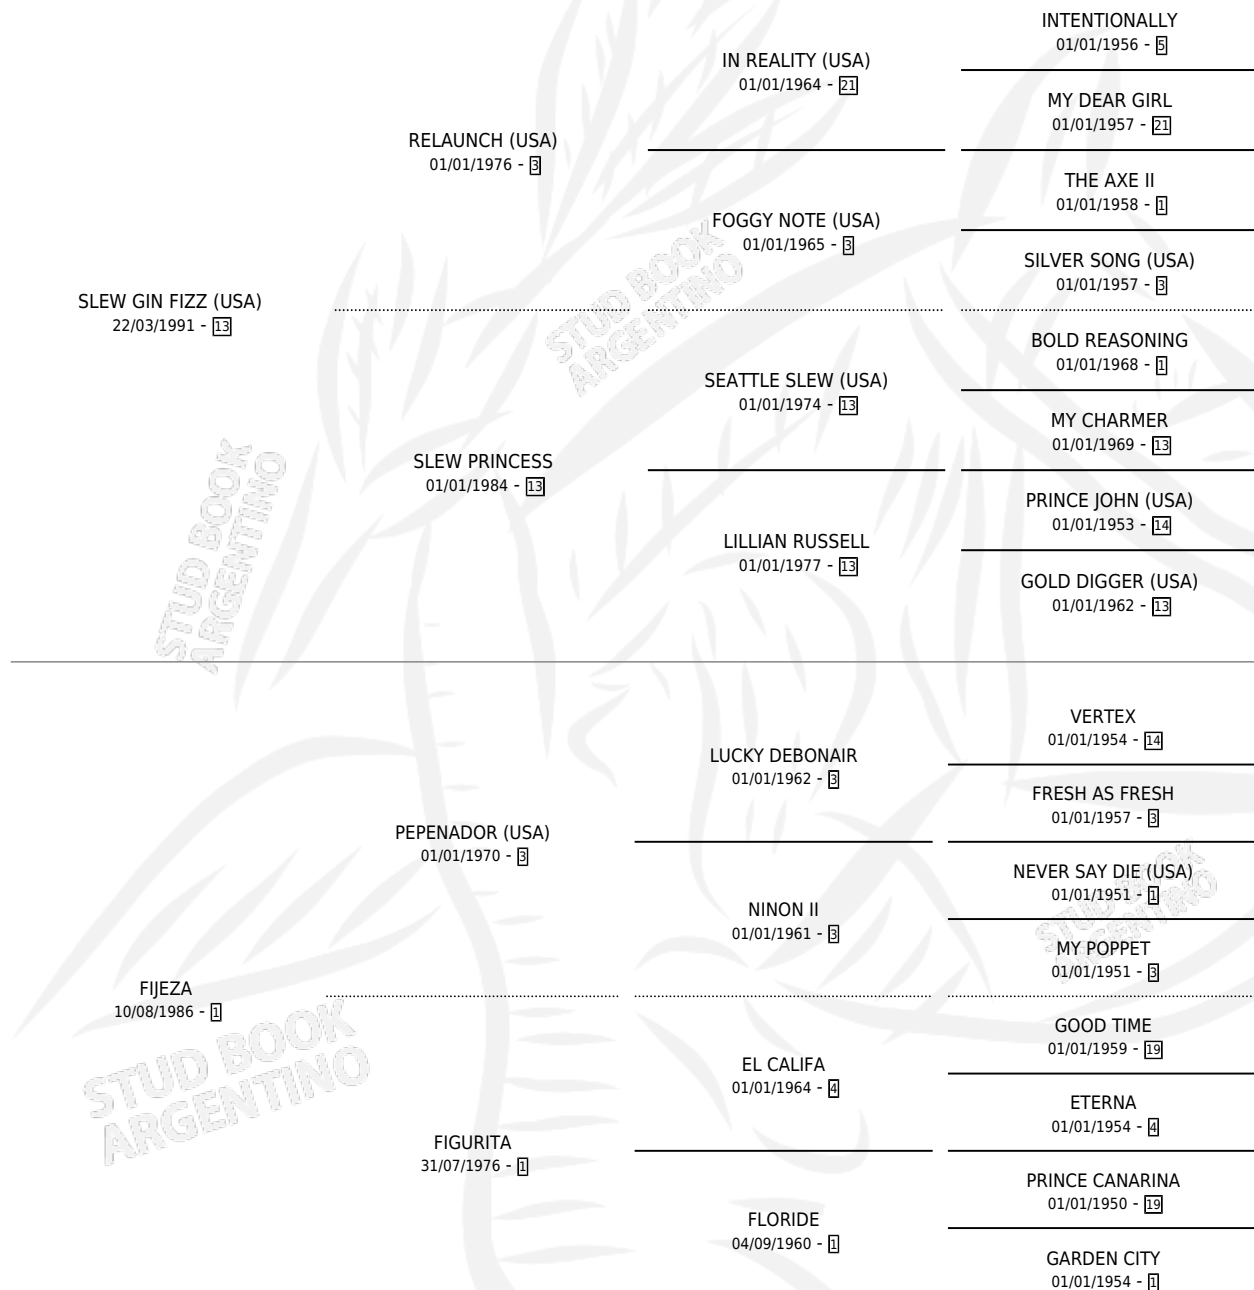 INTENTIONALLY
01/01/1956 - 5
IN REALITY (USA)
01/01/1964 - 21
MY DEAR GIRL
01/01/1957 - 21
RELAUNCH (USA)
01/01/1976 - 3
THE AXE II
01/01/1958 - 1
FOGGY NOTE (USA)
01/01/1965 - 3
SILVER SONG (USA)
01/01/1957 - 3
SLEW GIN FIZZ (USA)
22/03/1991 - 13
BOLD REASONING
01/01/1968 - 1
SEATTLE SLEW (USA)
01/01/1974 - 13
MY CHARMER
01/01/1969 - 13
SLEW PRINCESS
01/01/1984 - 13
PRINCE JOHN (USA)
01/01/1953 - 14
LILLIAN RUSSELL
01/01/1977 - 13
GOLD DIGGER (USA)
01/01/1962 - 13
VERTEX
01/01/1954 - 14
LUCKY DEBONAIR
01/01/1962 - 3
FRESH AS FRESH
01/01/1957 - 3
PEPENADOR (USA)
01/01/1970 - 3
NEVER SAY DIE (USA)
01/01/1951 - 1
NINON II
01/01/1961 - 3
MY POPPET
01/01/1951 - 3
FIJEZA
10/08/1986 - 1
GOOD TIME
01/01/1959 - 19
EL CALIFA
01/01/1964 - 4
ETERNA
01/01/1954 - 4
FIGURITA
31/07/1976 - 1
PRINCE CANARINA
01/01/1950 - 19
FLORIDE
04/09/1960 - 1
GARDEN CITY
01/01/1954 - 1
STUD BOOK
ARGENTINO
STUD BOOK
ARGENTINO
STUD BOOK
ARGENTINO
STUD BOOK
ARGENTINO